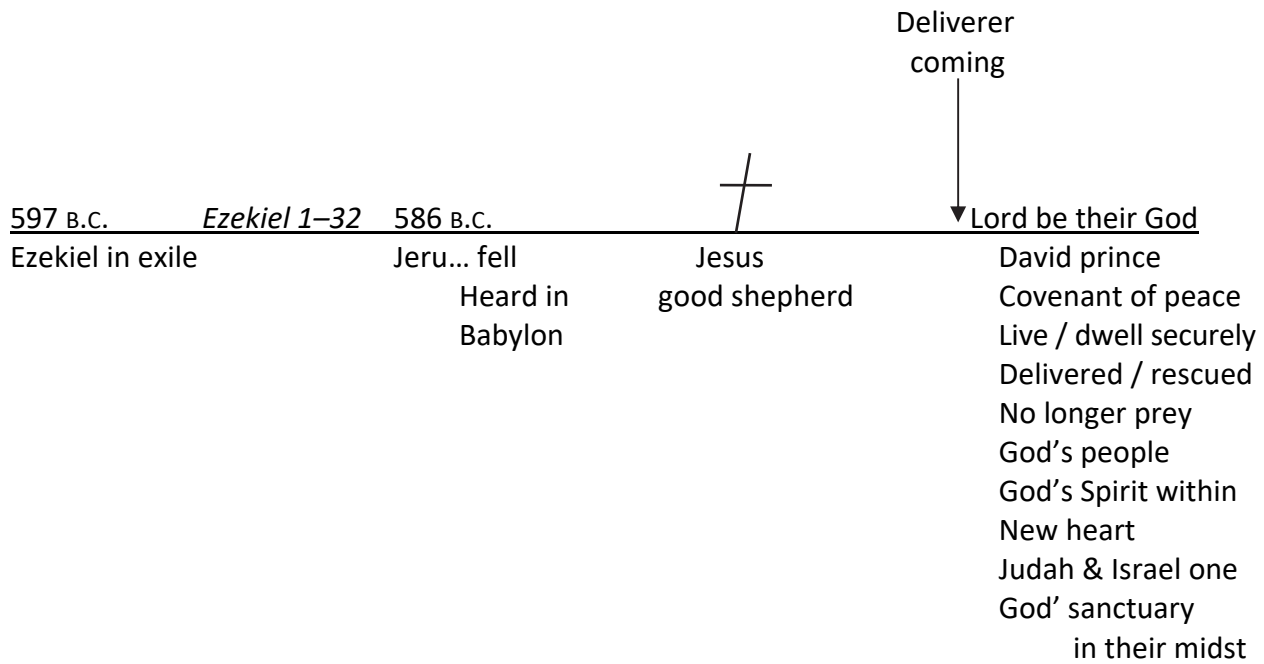 Deliverer
coming
597 B.C. Ezekiel 1–32 586 B.C. Lord be their God
Ezekiel in exile Jeru... fell Jesus David prince
Heard in good shepherd Covenant of peace
Babylon Live / dwell securely
Delivered / rescued
No longer prey
God’s people
God’s Spirit within
New heart
Judah & Israel one
God’ sanctuary
in their midst